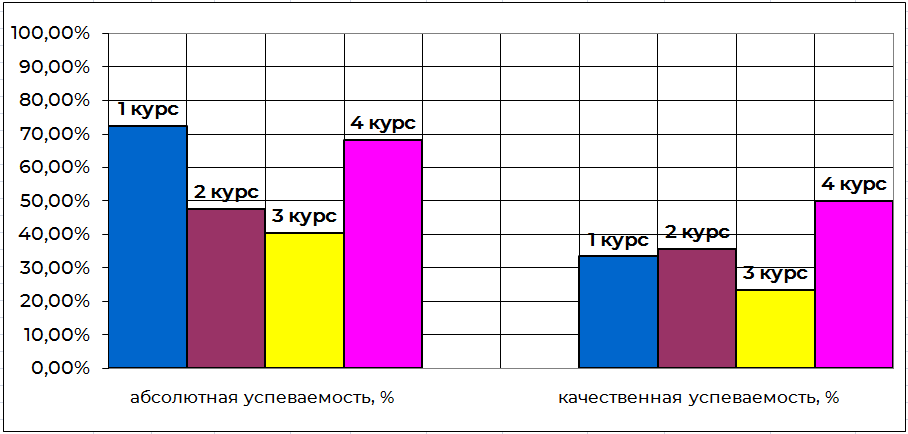 100,00%
90,00%
80,00%
70,00%
60,00%
50,00%
40,00%
30,00%
20,00%
10,00%
0,00%
1 курс
2 курс
3 курс
4 курс
1 курс
2 курс
3 курс
4 курс
абсолютная успеваемость, %
качественная успеваемость, %